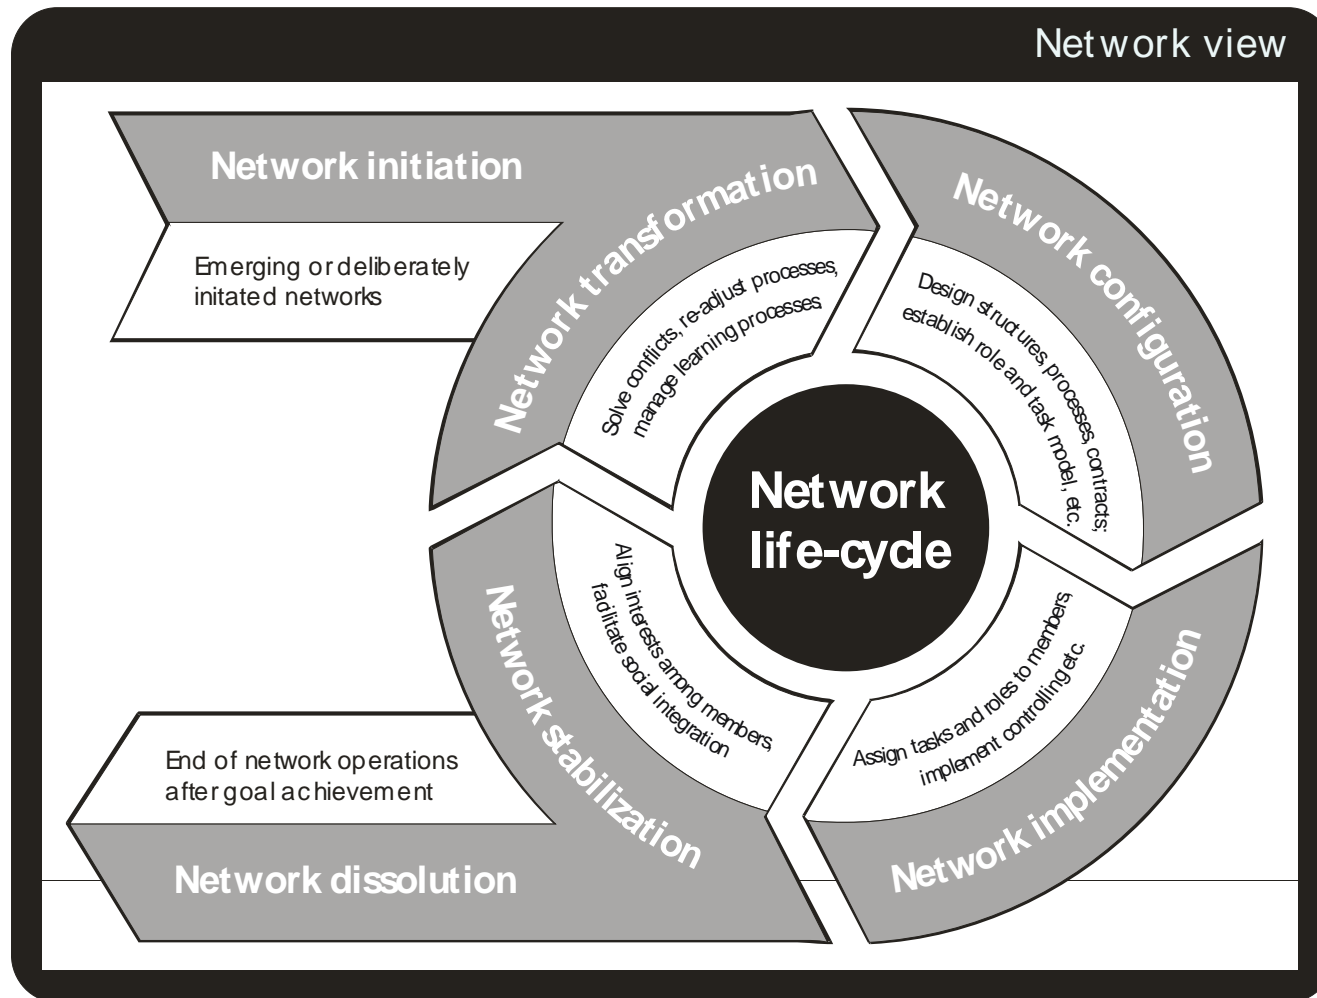 Network view
Network initiation
Emerging or deliberately
initated networks
Network transformation
Solve conflicts, re-adjust processes,
manage learning processes.
Network configuration
Design structures, processes, contracts;
establish role and task model, etc.
Network
life-cycle
Network implementation
Assign tasks and roles to members,
implement controlling etc.
Network stabilization
Align interests among members,
facilitate social integration
End of network operations
after goal achievement
Network dissolution